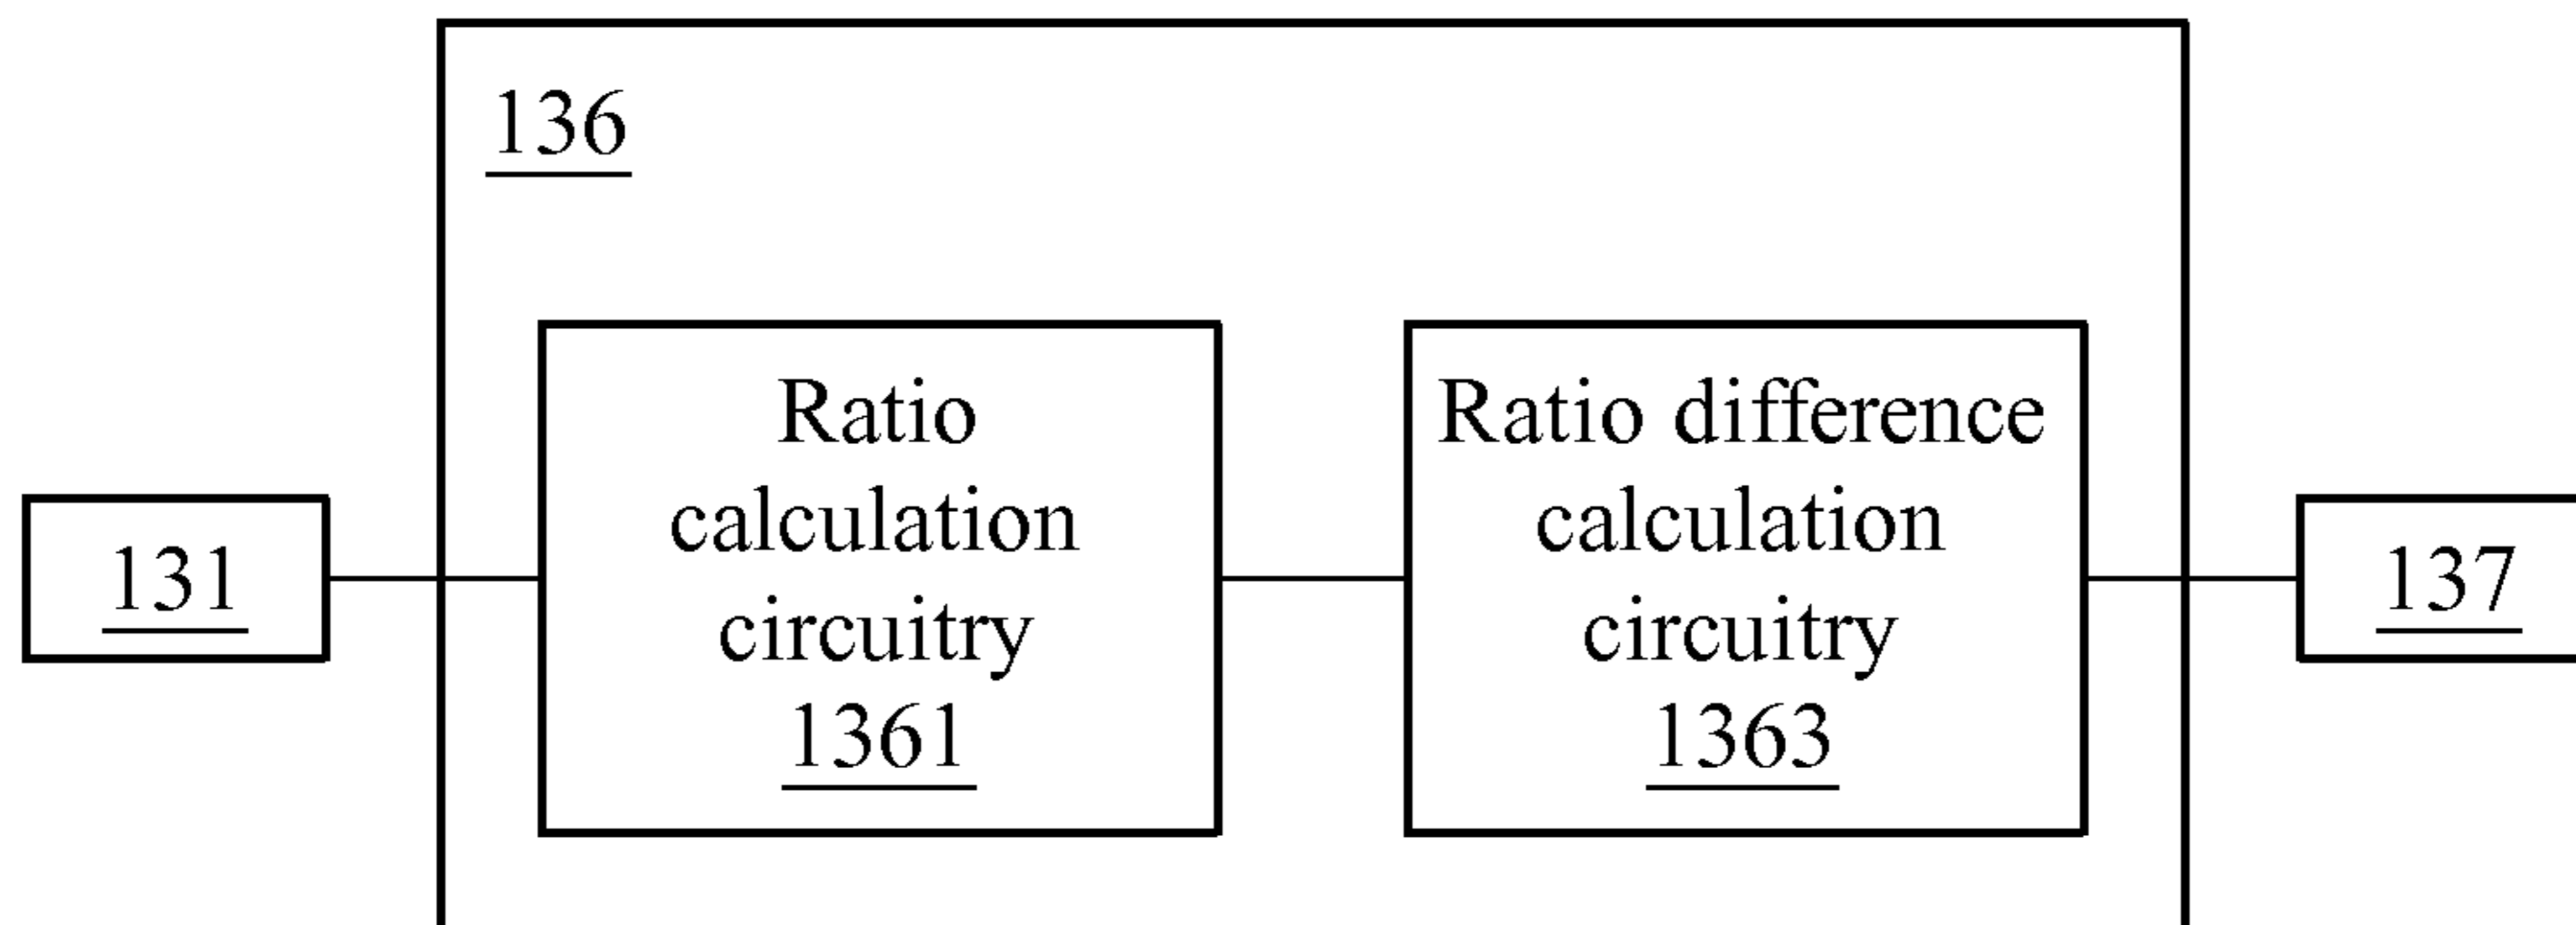 136
Ratio
calculation
circuitry
1361
Ratio difference
calculation
circuitry
1363
131
137